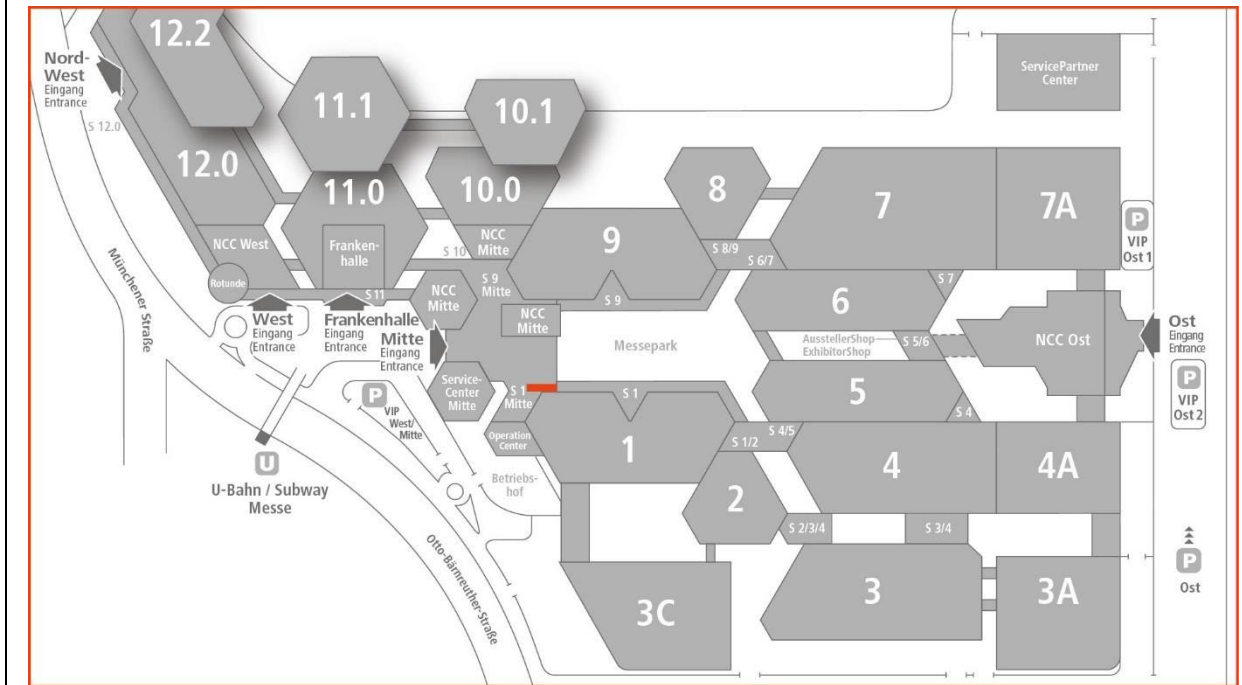 12.2
Nord-
West
Eingang
Entrance
S 12.0
11.1
10.1
ServicePartner
Center
12.0
11.0
10.0
8
7
7A
P
VIP
Ost 1
NCC West
Franken-
halle
S 10
NCC
Mitte
9
S 8/9
S 6/7
Rotunde
S 11
NCC
Mitte
S 9
Mitte
S 9
S 7
6
Münchener Straße
West
Eingang
Entrance
Frankenhalle
Eingang
Entrance
Mitte
Eingang
Entrance
NCC
Mitte
Messepark
AusstellerShop
ExhibitorShop
S 5/6
NCC Ost
Ost
Eingang
Entrance
P
VIP
Ost 2
P
VIP
West/
Mitte
Service-
Center
Mitte
S 1
Mitte
S 1
5
S 4
Operation
Center
1
S 1/2
S 4/5
4
4A
U
U-Bahn / Subway
Messe
Betriebs-
hof
2
S 2/3/4
S 3/4
P
Ost
Otto-Bärnreuther-Straße
3C
3
3A